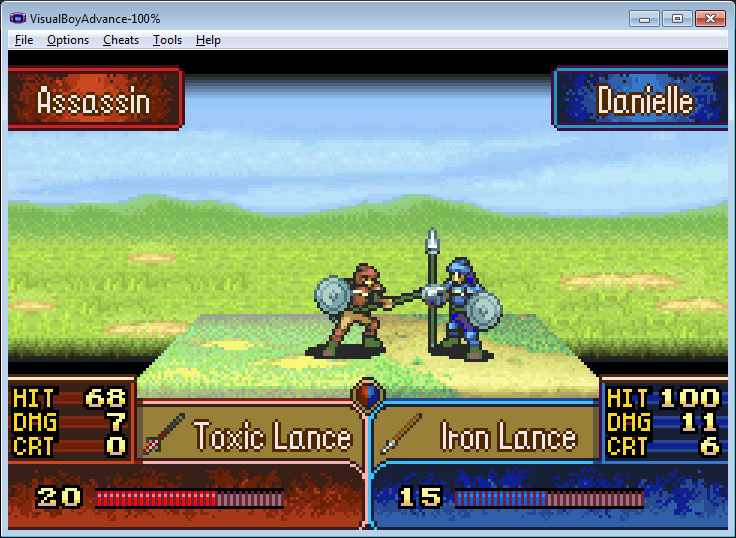 VisualBoyAdvance-100%
File Options Cheats Tools Help
Assassin
Danielle
HIT 68
DMG 7
CRT 0
Toxic Lance
Iron Lance
HIT 100
DMG 11
CRT 6
20
15